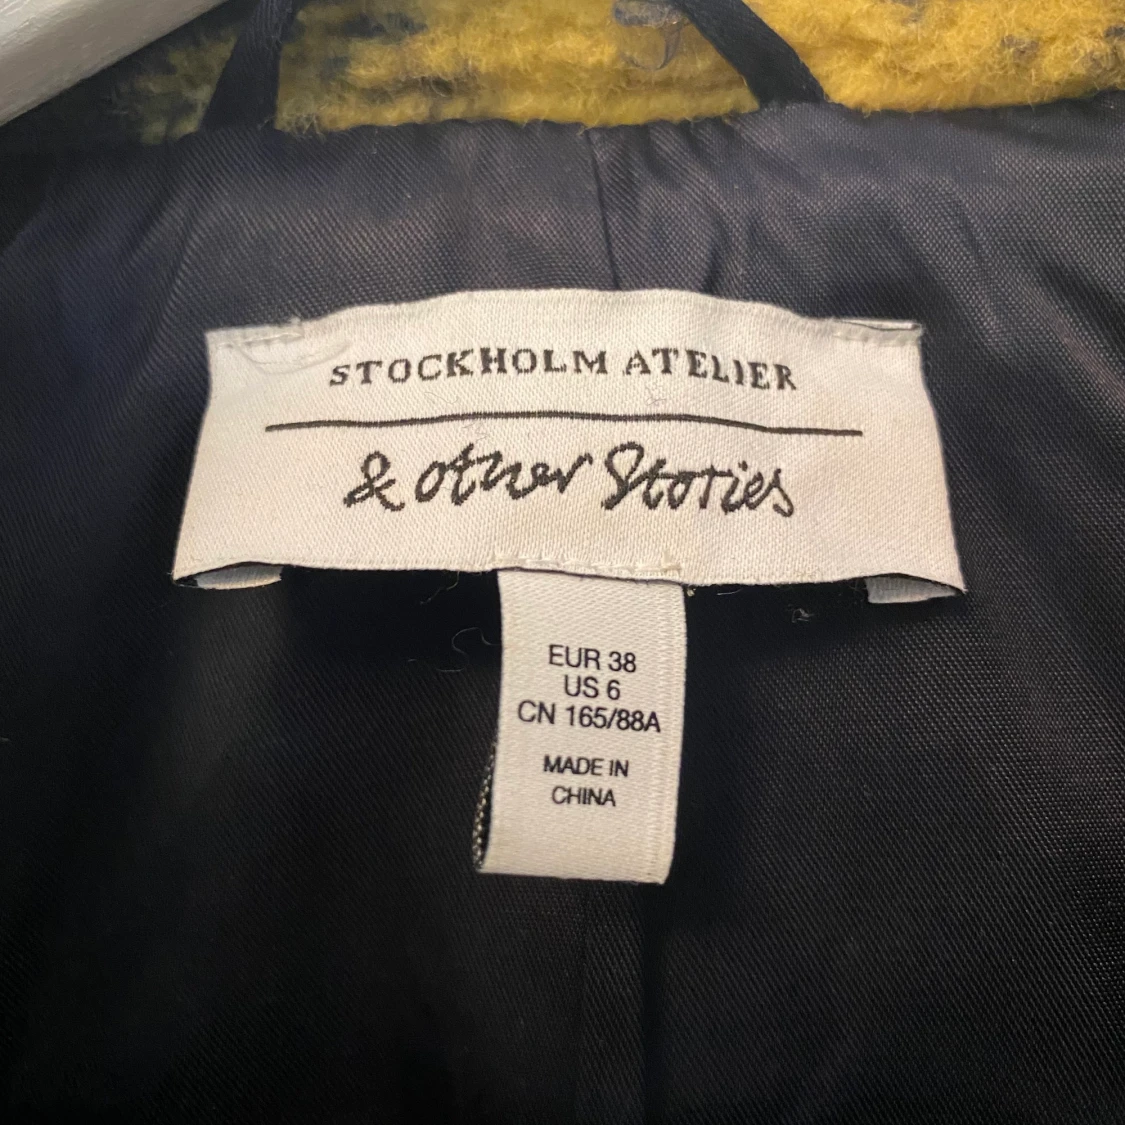 STOCKHOLM ATELIER
& other Stories
EUR 38
US 6
CN 165/88A
MADE IN
CHINA